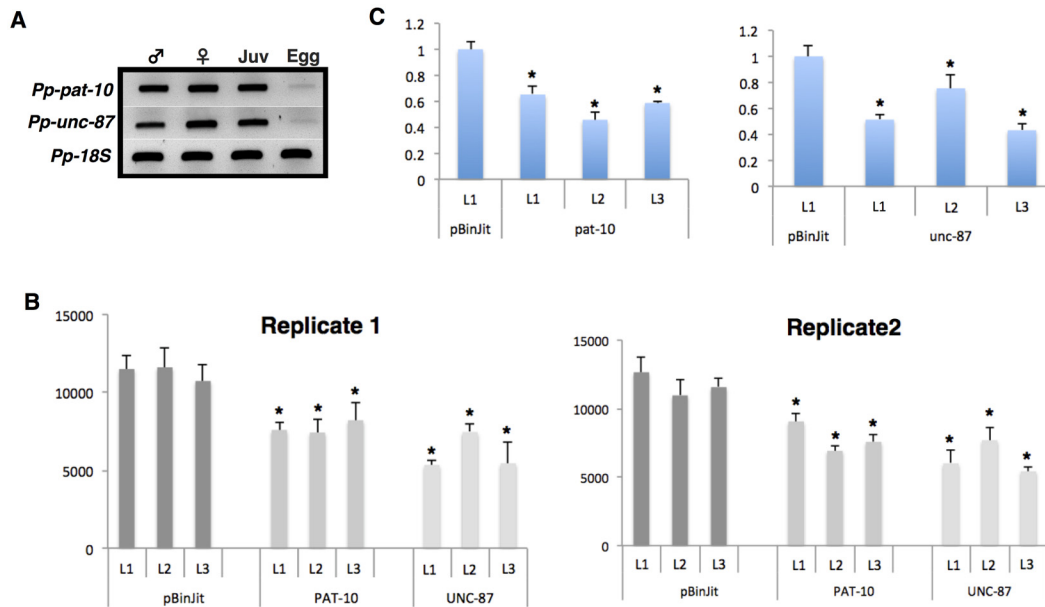 A
♂ ♀ Juv Egg
Pp-pat-10
Pp-unc-87
Pp-18S
C
1.2
1
0.8
0.6
0.4
0.2
0
* * *
L1 L1 L2 L3
pBinJit pat-10
1.2
1
0.8
0.6
0.4
0.2
0
* * *
L1 L1 L2 L3
pBinJit unc-87
B
Replicate 1
15000
10000
5000
0
* * * * * *
L1 L2 L3 L1 L2 L3 L1 L2 L3
pBinJit PAT-10 UNC-87
Replicate2
15000
10000
5000
0
* * * * * *
L1 L2 L3 L1 L2 L3 L1 L2 L3
pBinJit PAT-10 UNC-87